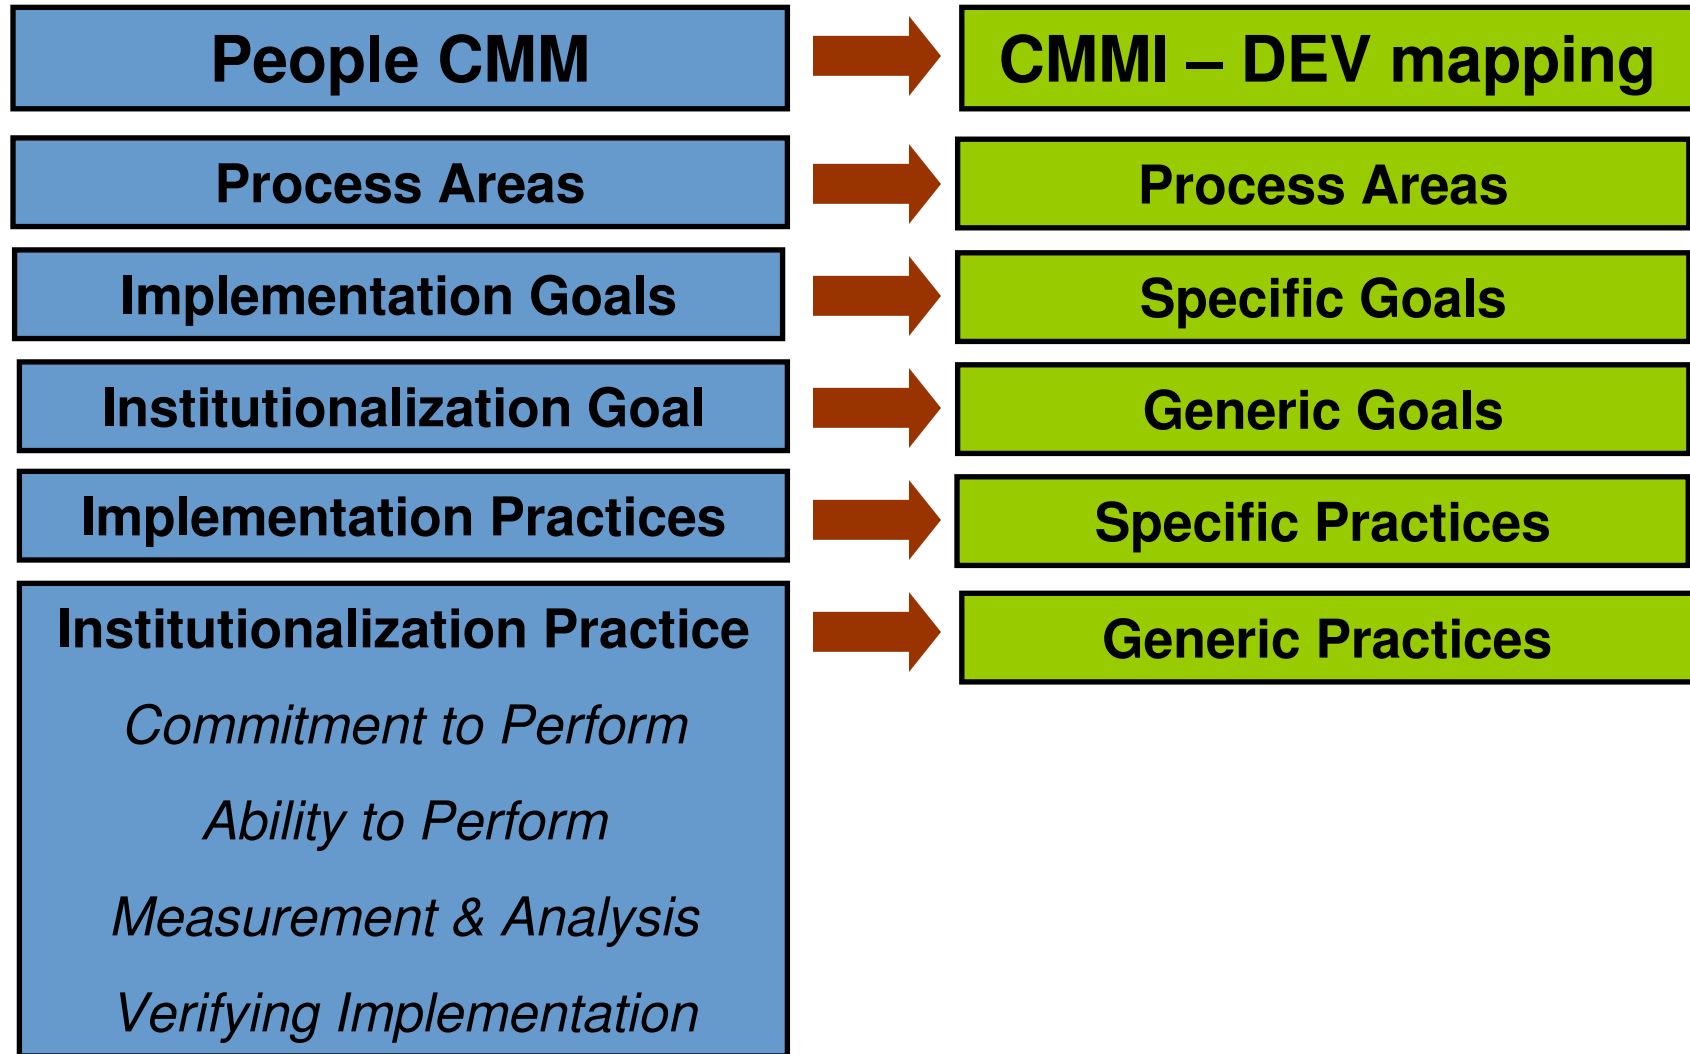 People CMM
CMMI – DEV mapping
Process Areas
Process Areas
Implementation Goals
Specific Goals
Institutionalization Goal
Generic Goals
Implementation Practices
Specific Practices
Institutionalization Practice
Generic Practices
Commitment to Perform
Ability to Perform
Measurement & Analysis
Verifying Implementation